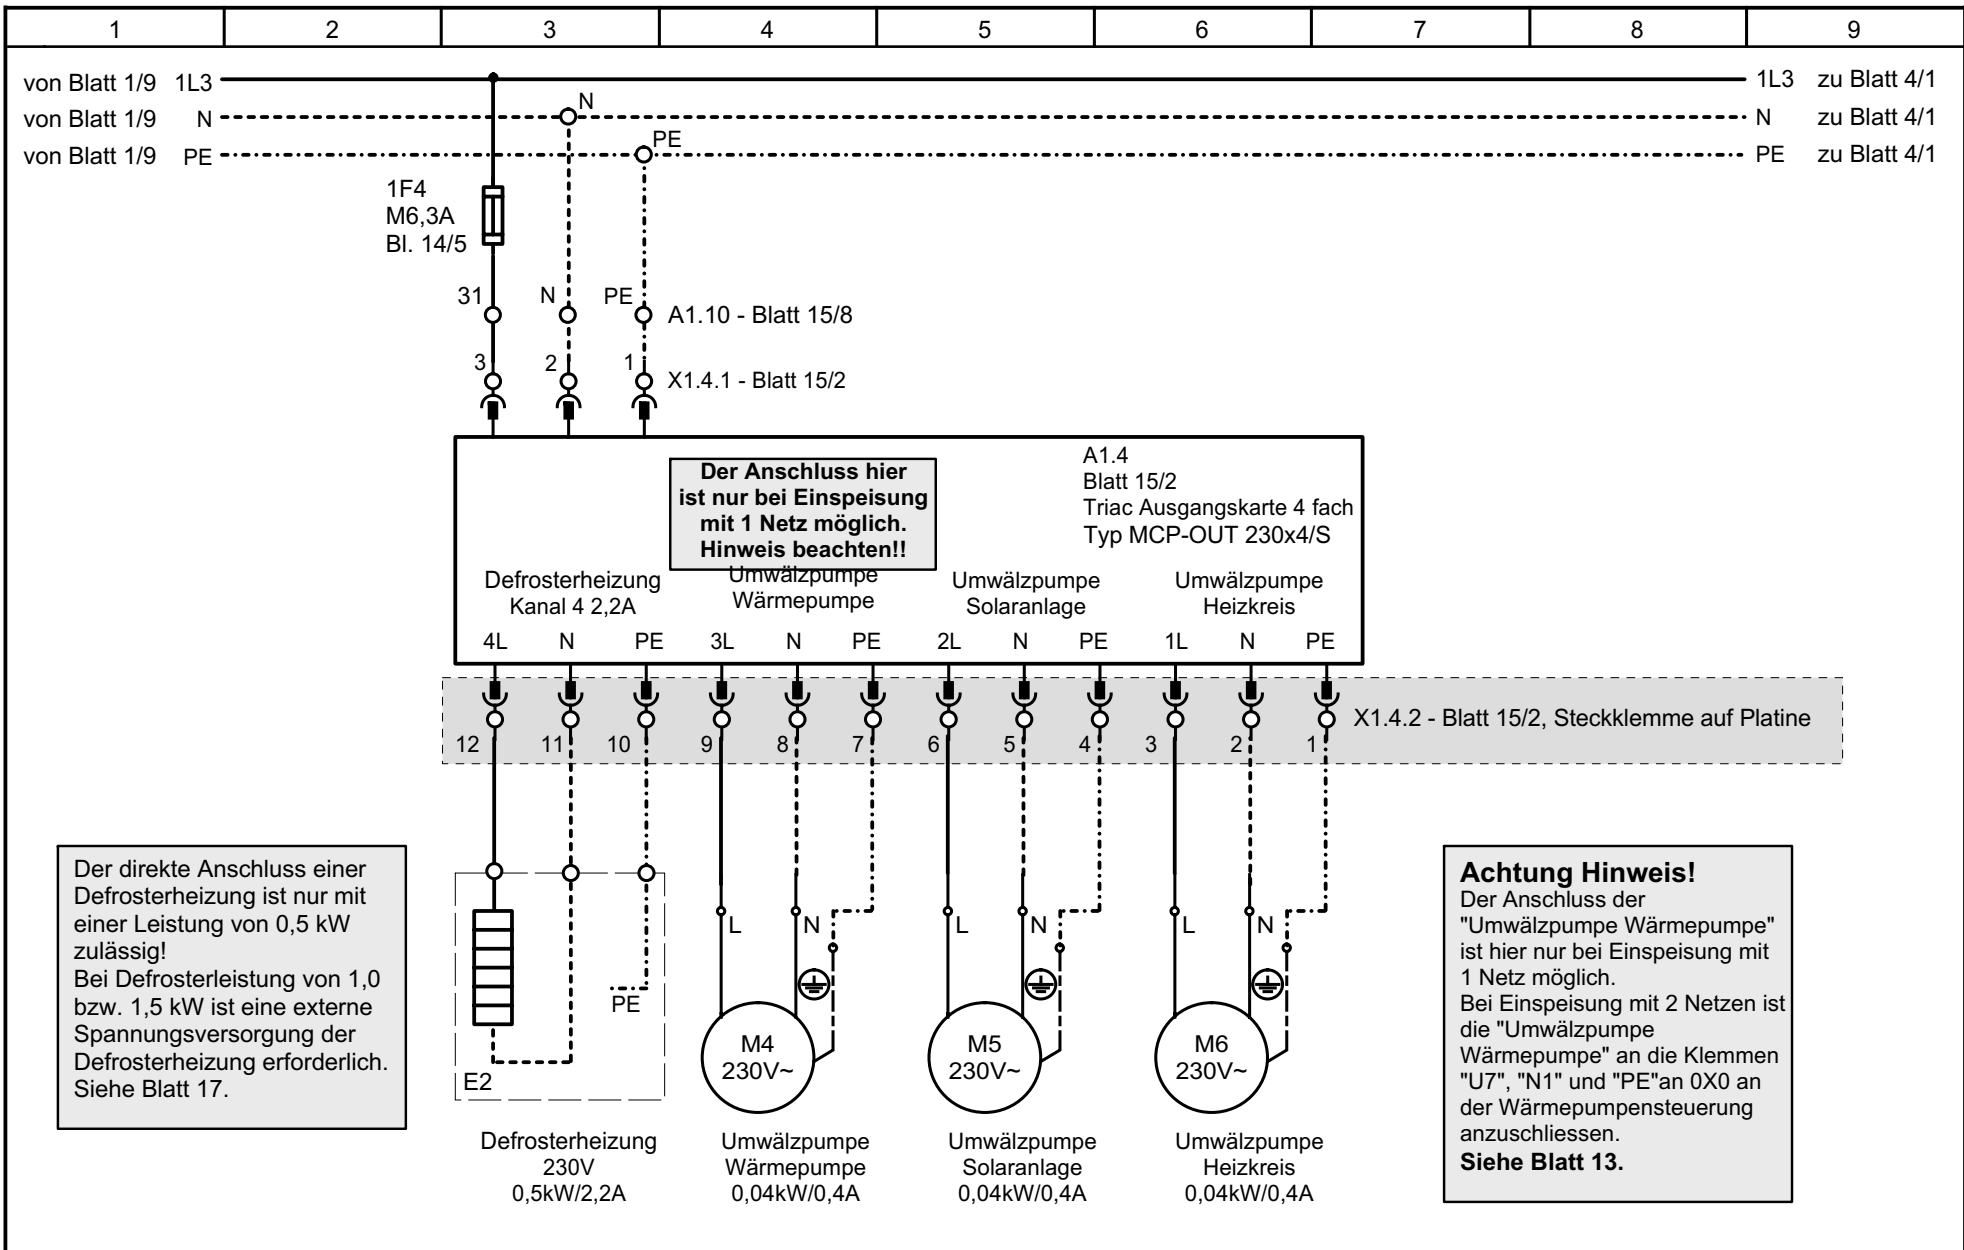 1 2 3 4 5 6 7 8 9
von Blatt 1/9 1L3 1L3 zu Blatt 4/1
von Blatt 1/9 N N N zu Blatt 4/1
von Blatt 1/9 PE PE PE zu Blatt 4/1
1F4
M6,3A
Bl. 14/5
31 N PE A1.10 - Blatt 15/8
3 2 1 X1.4.1 - Blatt 15/2
Der Anschluss hier
ist nur bei Einspeisung
mit 1 Netz möglich.
Hinweis beachten!!
A1.4
Blatt 15/2
Triac Ausgangskarte 4 fach
Typ MCP-OUT 230x4/S
Defrosterheizung
Kanal 4 2,2A
Umwälzpumpe
Wärmepumpe
Umwälzpumpe
Solaranlage
Umwälzpumpe
Heizkreis
4L N PE 3L N PE 2L N PE 1L N PE
X1.4.2 - Blatt 15/2, Steckklemme auf Platine
12 11 10 9 8 7 6 5 4 3 2 1
Der direkte Anschluss einer
Defrosterheizung ist nur mit
einer Leistung von 0,5 kW
zulässig!
Bei Defrosterleistung von 1,0
bzw. 1,5 kW ist eine externe
Spannungsversorgung der
Defrosterheizung erforderlich.
Siehe Blatt 17.
PE
E2
L N
M4
230V~
L N
M5
230V~
L N
M6
230V~
Achtung Hinweis!
Der Anschluss der
"Umwälzpumpe Wärmepumpe"
ist hier nur bei Einspeisung mit
1 Netz möglich.
Bei Einspeisung mit 2 Netzen ist
die "Umwälzpumpe
Wärmepumpe" an die Klemmen
"U7", "N1" und "PE"an 0X0 an
der Wärmepumpensteuerung
anzuschliessen.
Siehe Blatt 13.
Defrosterheizung
230V
0,5kW/2,2A
Umwälzpumpe
Wärmepumpe
0,04kW/0,4A
Umwälzpumpe
Solaranlage
0,04kW/0,4A
Umwälzpumpe
Heizkreis
0,04kW/0,4A